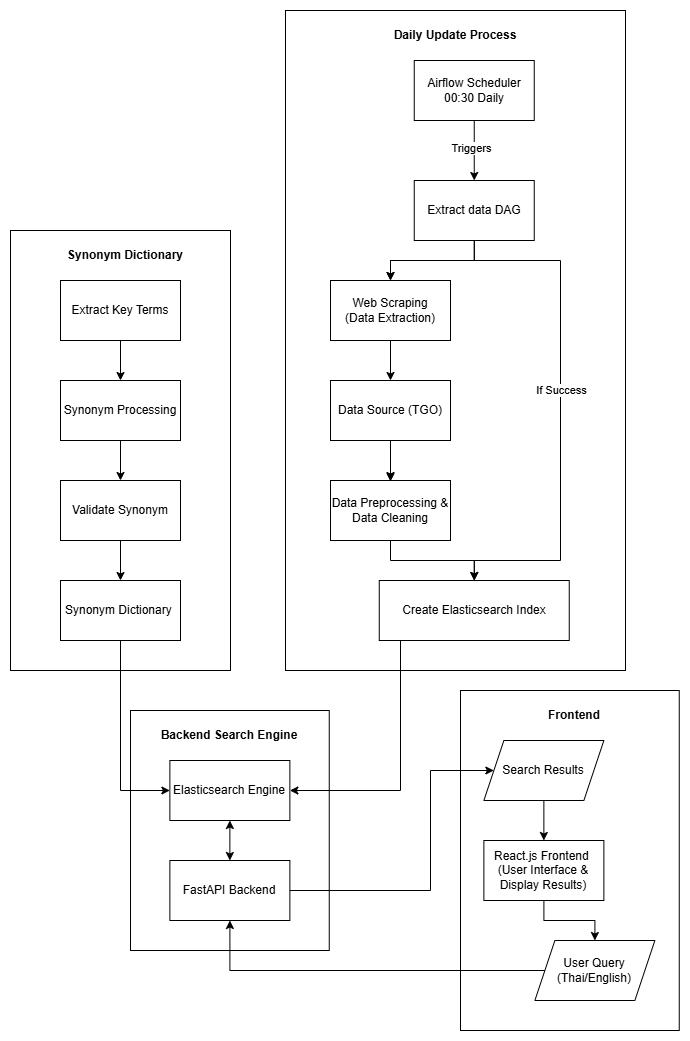 Daily Update Process
Airflow Scheduler
00:30 Daily
Triggers
Extract data DAG
Web Scraping
(Data Extraction)
If Success
Data Source (TGO)
Data Preprocessing &
Data Cleaning
Create Elasticsearch Index
Synonym Dictionary
Extract Key Terms
Synonym Processing
Validate Synonym
Synonym Dictionary
Backend Search Engine
Elasticsearch Engine
FastAPI Backend
Frontend
Search Results
React.js Frontend
(User Interface &
Display Results)
User Query
(Thai/English)